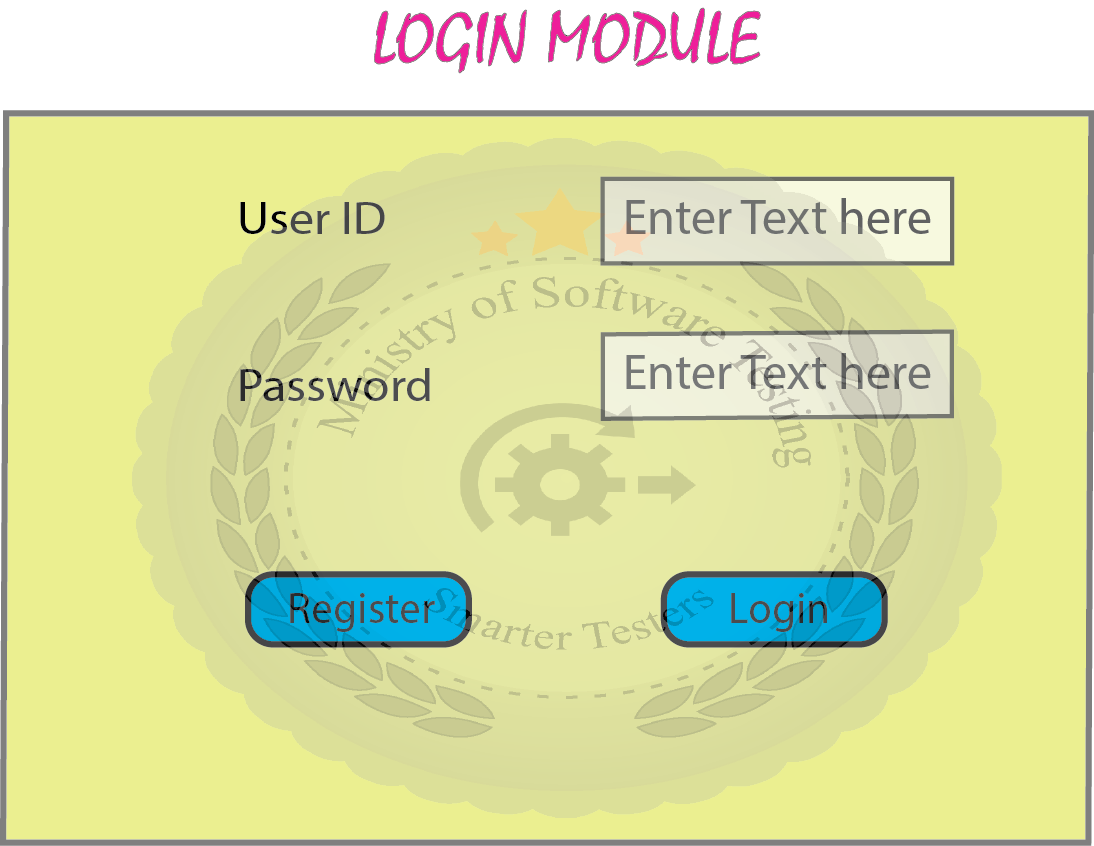 LOGIN MODULE
User ID
Enter Text here
Ministry of Software Testing
Password
Enter Text here
Register
Login
Smarter Testers